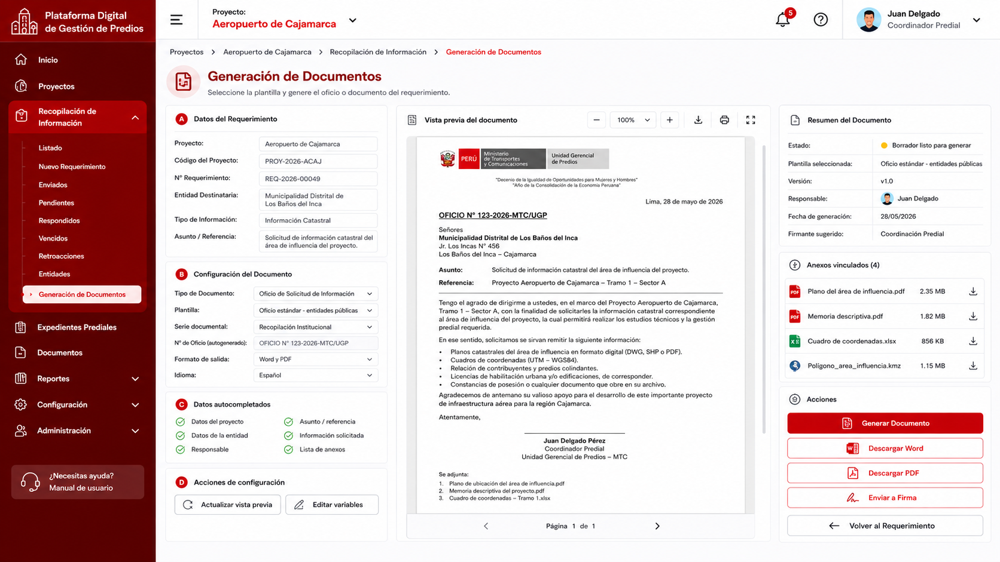 Plataforma Digital
de Gestión de Predios
Inicio
Proyectos
Recopilación de
Información
Listado
Nuevo Requerimiento
Enviados
Pendientes
Respondidos
Vencidos
Retroacciones
Entidades
Generación de Documentos
Expedientes Prediales
Documentos
Reportes
Configuración
Administración
¿Necesitas ayuda?
Manual de usuario
Proyecto:
Aeropuerto de Cajamarca
5
Juan Delgado
Coordinador Predial
Proyectos > Aeropuerto de Cajamarca > Recopilación de Información > Generación de Documentos
Generación de Documentos
Seleccione la plantilla y genere el oficio o documento del requerimiento.
A Datos del Requerimiento
Proyecto: Aeropuerto de Cajamarca
Código del Proyecto: PROY-2026-ACAJ
N° Requerimiento: REQ-2026-00049
Entidad Destinataria: Municipalidad Distrital de
Los Baños del Inca
Tipo de Información: Información Catastral
Asunto / Referencia: Solicitud de información catastral del
área de influencia del proyecto.
B Configuración del Documento
Tipo de Documento: Oficio de Solicitud de Información
Plantilla: Oficio estándar - entidades públicas
Serie documental: Recopilación Institucional
N° de Oficio (autogenerado): OFICIO N° 123-2026-MTC/UGP
Formato de salida: Word y PDF
Idioma: Español
C Datos autocompletados
Datos del proyecto Asunto / referencia
Datos de la entidad Información solicitada
Responsable Lista de anexos
D Acciones de configuración
Actualizar vista previa Editar variables
Vista previa del documento
100%
PERÚ
Ministerio
de Transportes
y Comunicaciones
Unidad Gerencial
de Predios
"Decenio de la Igualdad de Oportunidades para Mujeres y Hombres"
"Año de la Consolidación de la Economía Peruana"
Lima, 28 de mayo de 2026
OFICIO N° 123-2026-MTC/UGP
Señores
Municipalidad Distrital de Los Baños del Inca
Jr. Los Incas N° 456
Los Baños del Inca – Cajamarca
Asunto: Solicitud de información catastral del área de influencia del proyecto.
Referencia: Proyecto Aeropuerto de Cajamarca – Tramo 1 – Sector A
Tengo el agrado de dirigirme a ustedes, en el marco del Proyecto Aeropuerto de Cajamarca,
Tramo 1 – Sector A, con la finalidad de solicitarles la información catastral correspondiente
al área de influencia del proyecto, la cual permitirá realizar los estudios técnicos y la gestión
predial requerida.
En ese sentido, solicitamos se sirvan remitir la siguiente información:
• Planos catastrales del área de influencia en formato digital (DWG, SHP o PDF).
• Cuadros de coordenadas (UTM – WGS84).
• Relación de contribuyentes y predios colindantes.
• Licencias de habilitación urbana y/o edificaciones, de corresponder.
• Constancias de posesión o cualquier documento que obre en su archivo.
Agradecemos de antemano su valioso apoyo para el desarrollo de este importante proyecto
de infraestructura aérea para la región Cajamarca.
Atentamente,
Juan Delgado Pérez
Coordinador Predial
Unidad Gerencial de Predios – MTC
Se adjunta:
1. Plano de ubicación del área de influencia.pdf
2. Memoria descriptiva del proyecto.pdf
3. Cuadro de coordenadas – Tramo 1.xlsx
Página 1 de 1
Resumen del Documento
Estado: Borrador listo para generar
Plantilla seleccionada: Oficio estándar - entidades públicas
Versión: v1.0
Responsable: Juan Delgado
Fecha de generación: 28/05/2026
Firmante sugerido: Coordinación Predial
Anexos vinculados (4)
PDF Plano del área de influencia.pdf 2.35 MB
PDF Memoria descriptiva.pdf 1.82 MB
Cuadro de coordenadas.xlsx 856 KB
Polígono_area_influencia.kmz 1.15 MB
Acciones
Generar Documento
Descargar Word
Descargar PDF
Enviar a Firma
Volver al Requerimiento